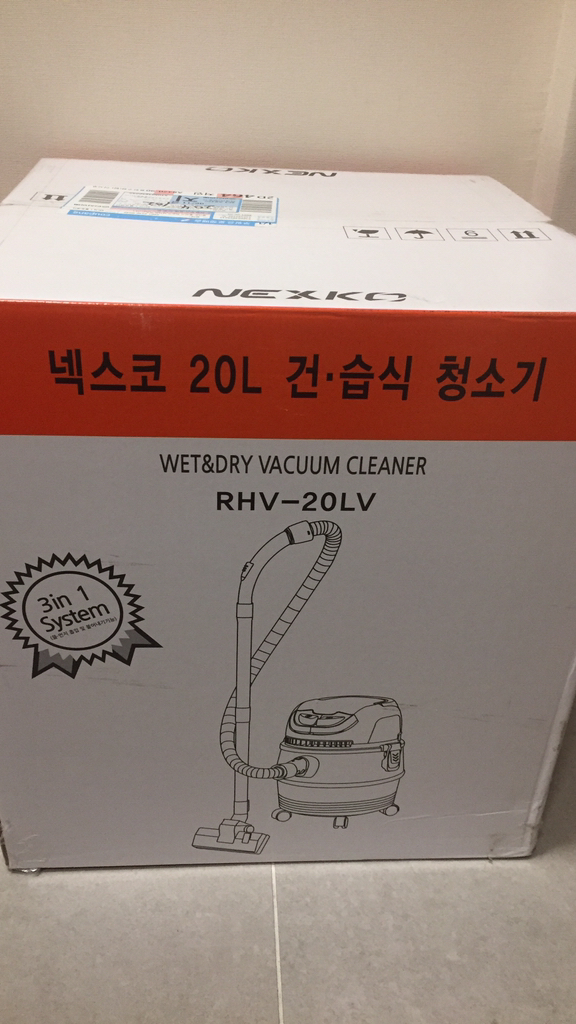 NEXKO
6
NEXKO
넥스코 20L 건·습식 청소기
WET&DRY VACUUM CLEANER
RHV-20LV
3in 1
System